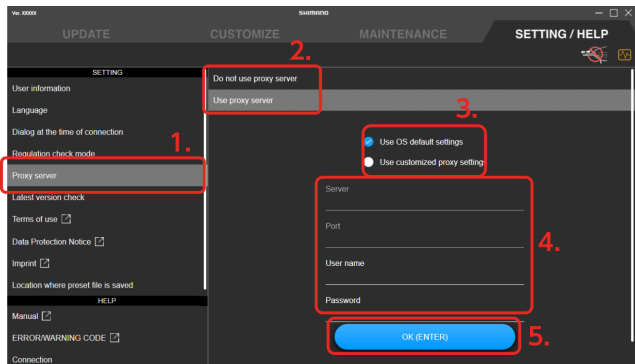 Ver. XXXXX
SHIMANO
UPDATE
CUSTOMIZE
MAINTENANCE
SETTING / HELP
SETTING
User information
Language
Dialog at the time of connection
Regulation check mode
Proxy server
Latest version check
Terms of use
Data Protection Notice
Imprint
Location where preset file is saved
HELP
Manual
ERROR/WARNING CODE
Connection
1.
2.
Do not use proxy server
Use proxy server
3.
Use OS default settings
Use customized proxy settings
Server
Port
User name
Password
4.
OK (ENTER)
5.